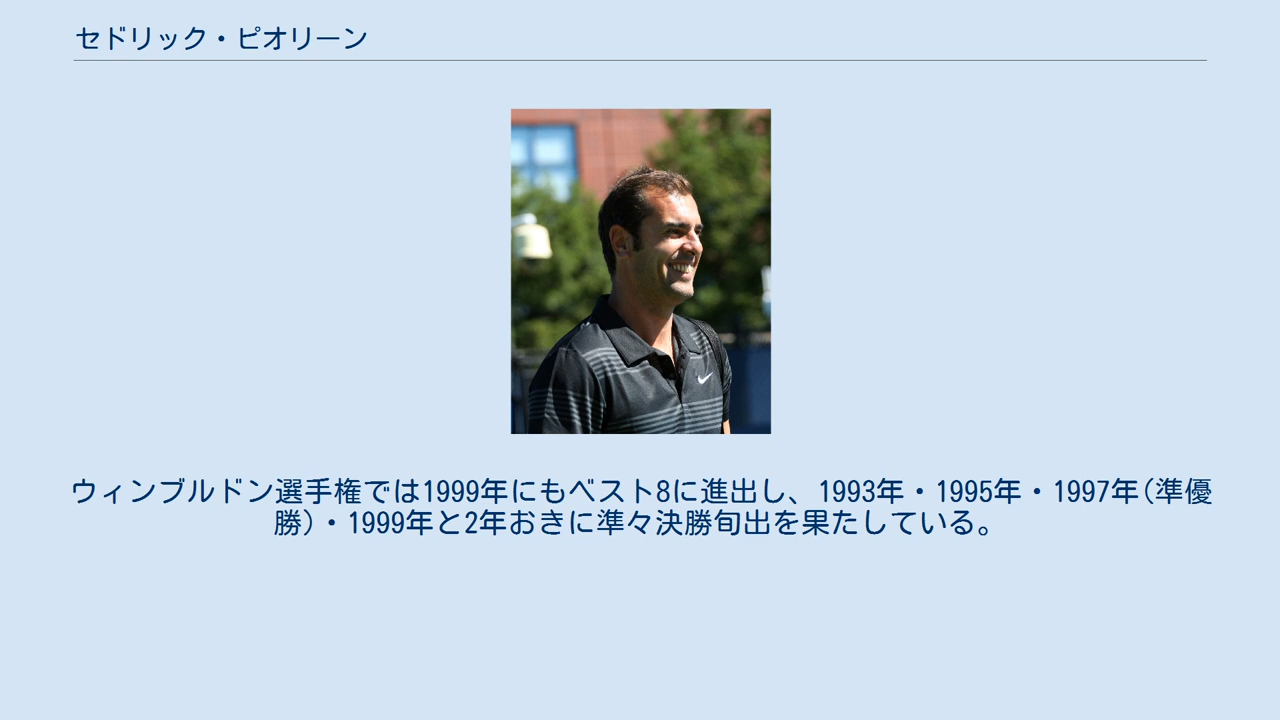 セドリック・ピオリーン
ウィンブルドン選手権では1999年にもベスト8に進出し、1993年・1995年・1997年(準優
勝)・1999年と2年おきに準々決勝旬出を果たしている。